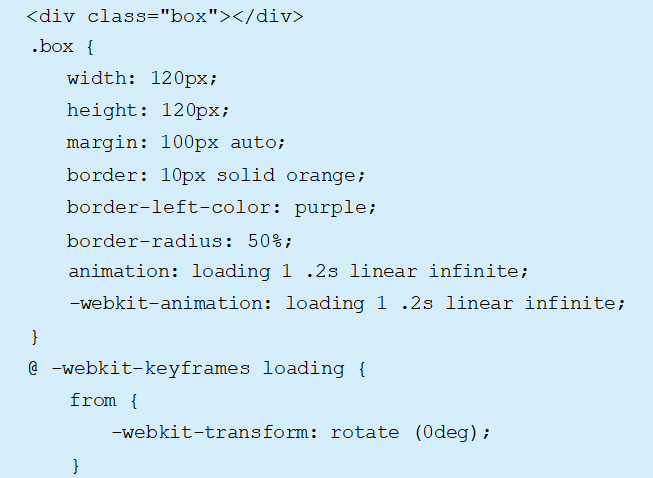 <div class="box"></div>
.box {
width: 120px;
height: 120px;
margin: 100px auto;
border: 10px solid orange;
border-left-color: purple;
border-radius: 50%;
animation: loading 1 .2s linear infinite;
-webkit-animation: loading 1 .2s linear infinite;
}
@ -webkit-keyframes loading {
from {
-webkit-transform: rotate (0deg);
}